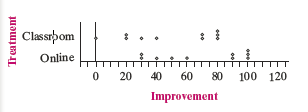 Treatment
Classroom
Online
0 20 40 60 80 100 120
Improvement